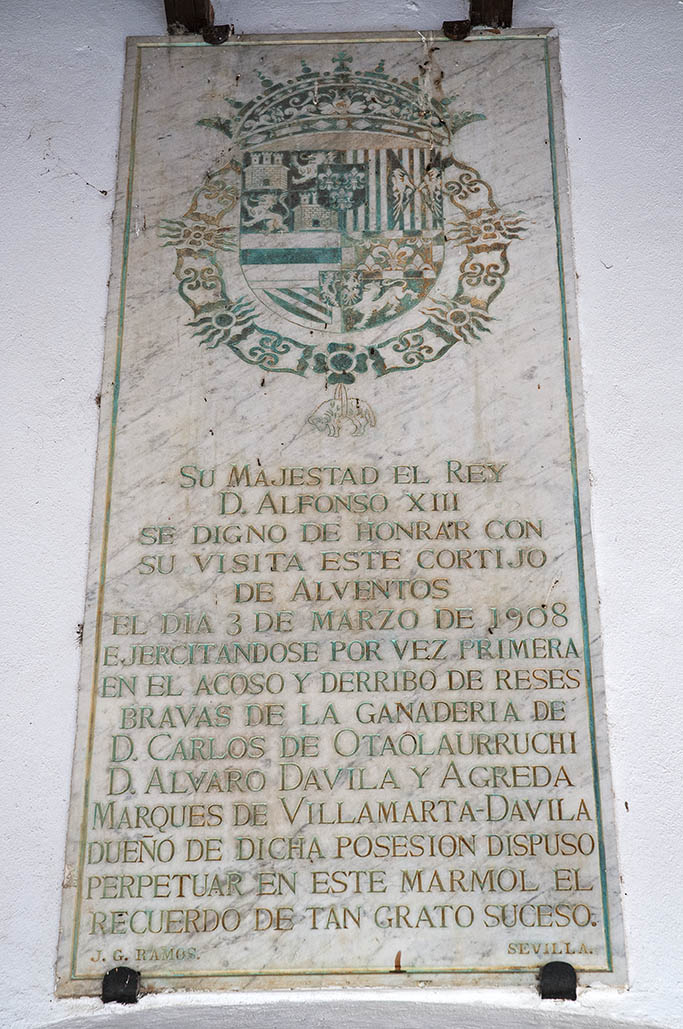 SU MAJESTAD EL REY
D. ALFONSO XIII
SE DIGNO DE HONRAR CON
SU VISITA ESTE CORTIJO
DE ALVENTOS
EL DIA 3 DE MARZO DE 1908
EJERCITANDOSE POR VEZ PRIMERA
EN EL ACOSO Y DERRIBO DE RESES
BRAVAS DE LA GANADERIA DE
D. CARLOS DE OTAOLAURRUCHI
D. ALVARO DAVILA Y AGREDA
MARQUES DE VILLAMARTA-DAVILA
DUEÑO DE DICHA POSESION DISPUSO
PERPETUAR EN ESTE MARMOL EL
RECUERDO DE TAN GRATO SUCESO.
J. G. RAMOS. SEVILLA.